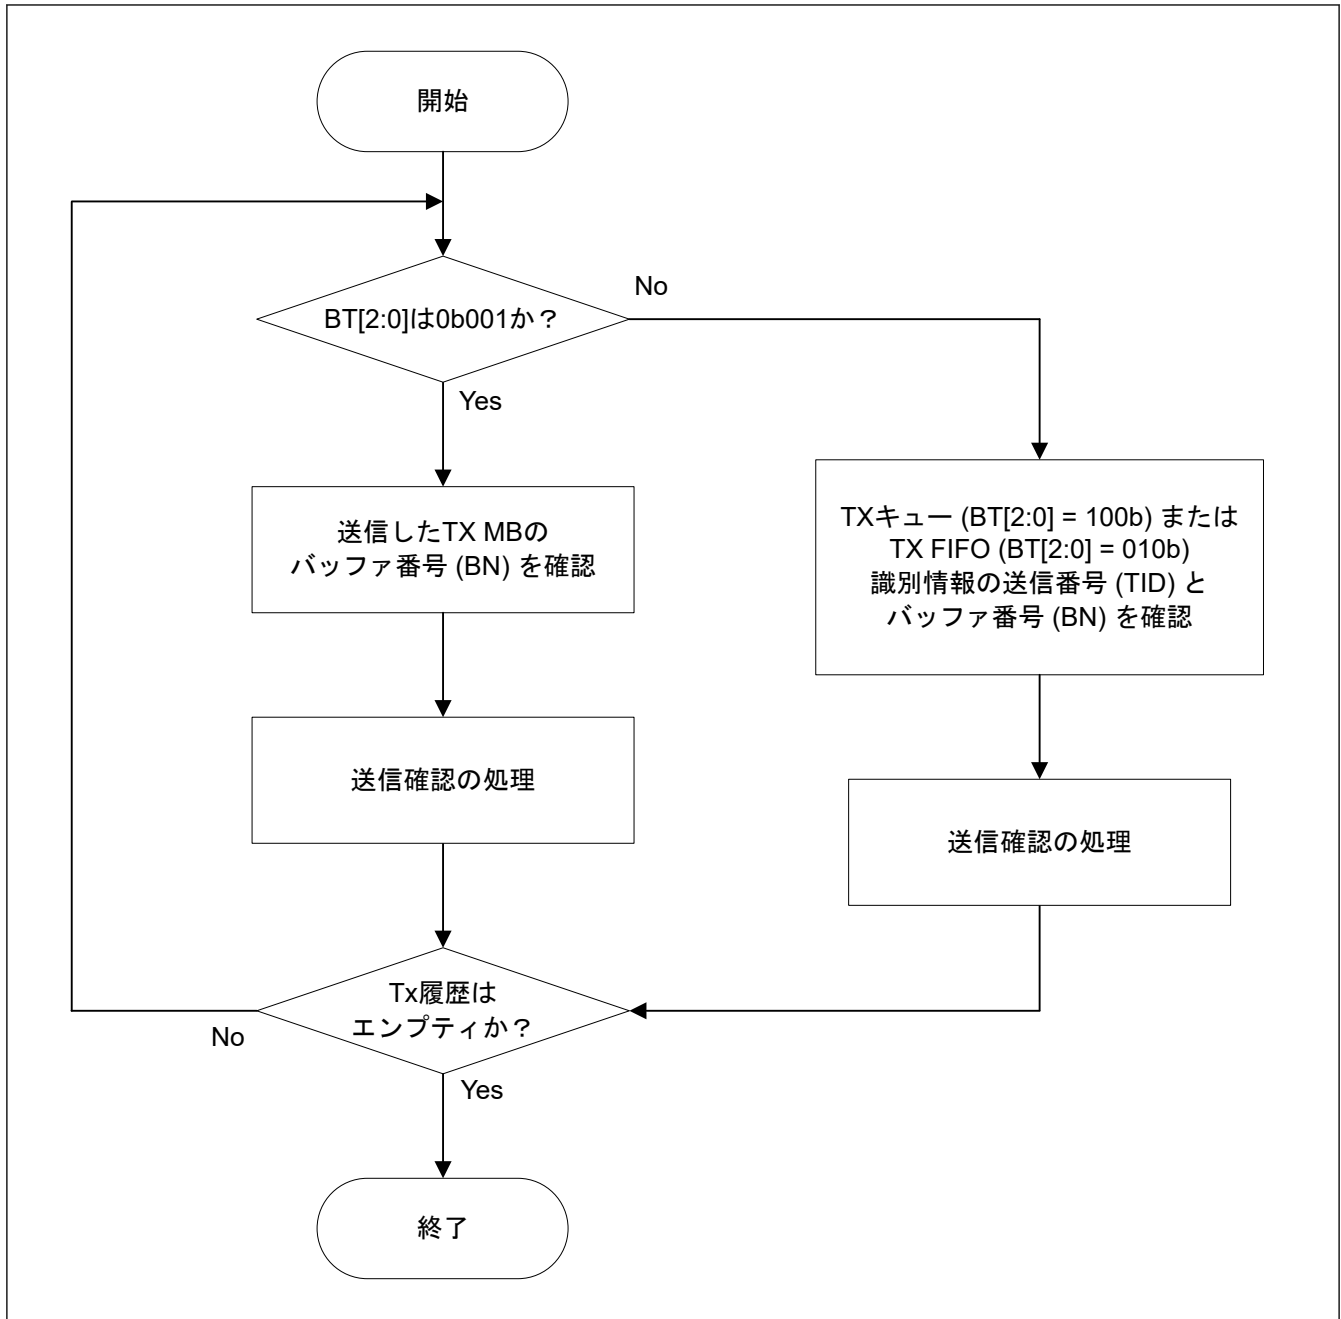 開始
BT[2:0]は0b001か？
No
Yes
送信したTX MBの
バッファ番号 (BN) を確認
TXキュー (BT[2:0] = 100b) または
TX FIFO (BT[2:0] = 010b)
識別情報の送信番号 (TID) と
バッファ番号 (BN) を確認
送信確認の処理
送信確認の処理
Tx履歴は
エンプティか？
No
Yes
終了